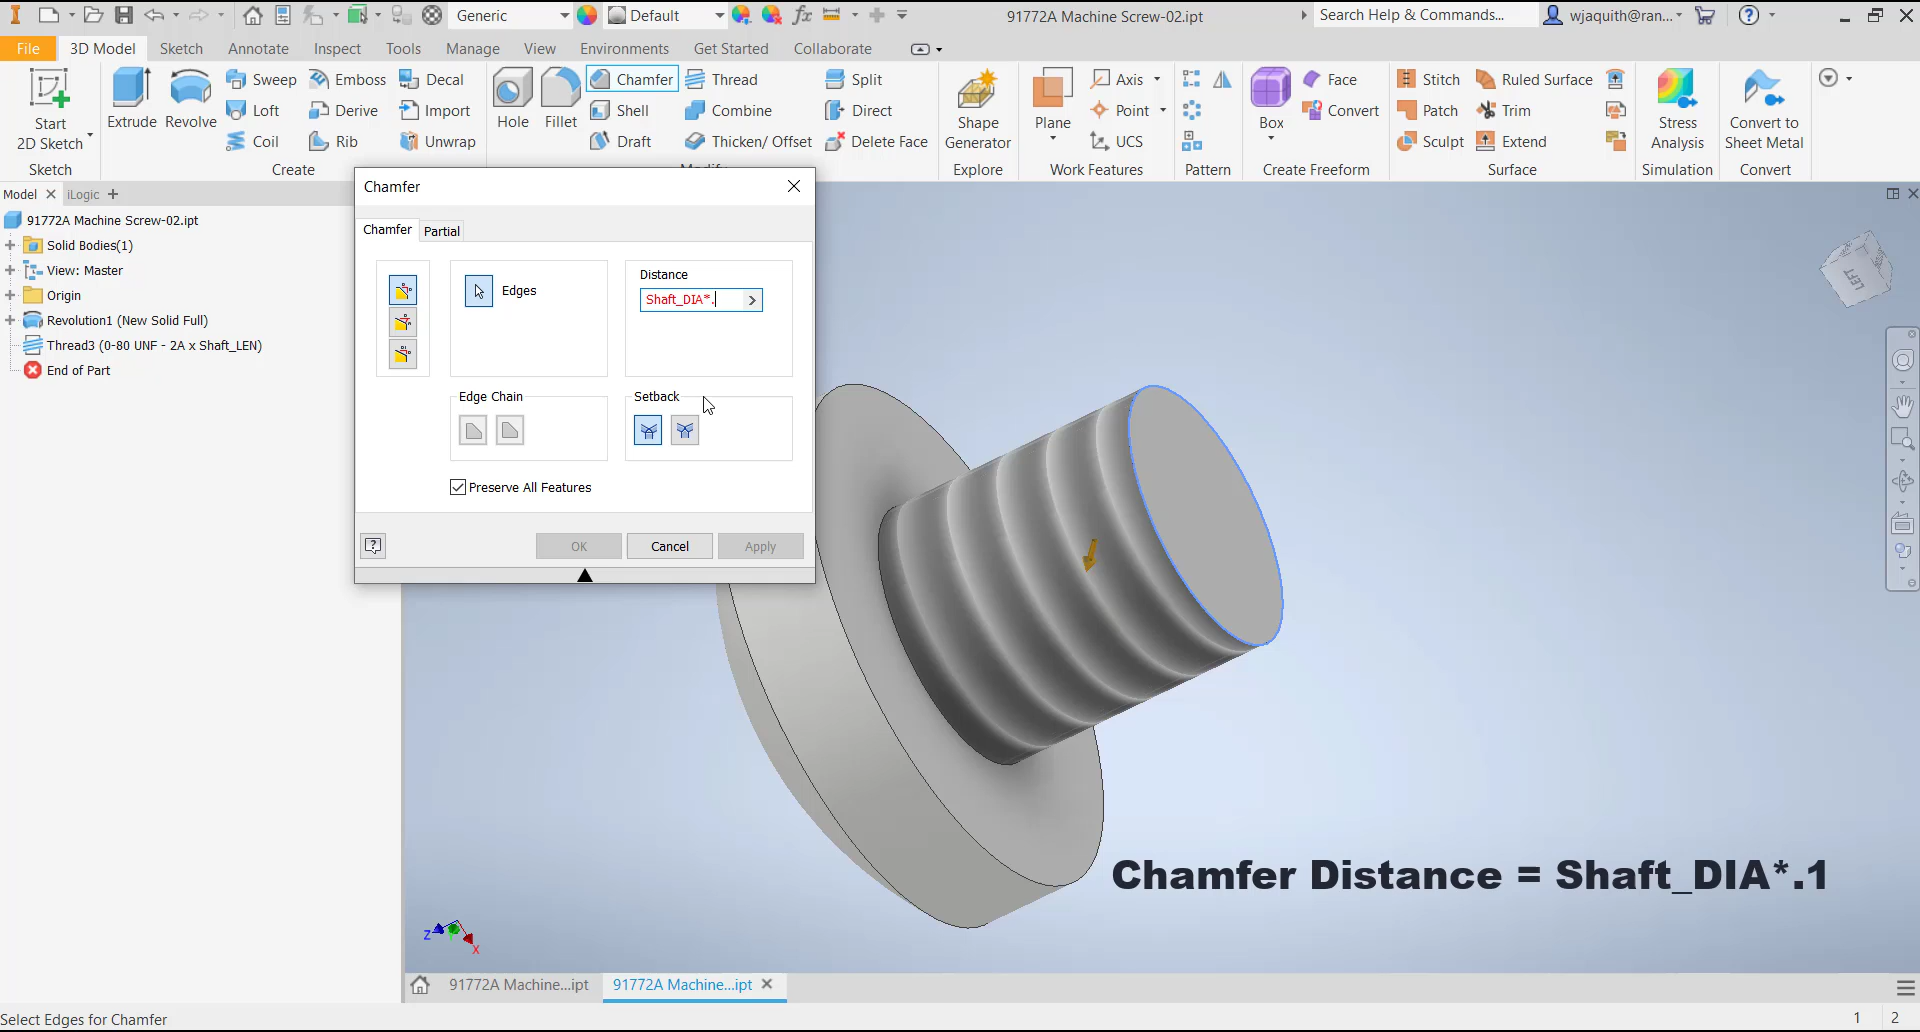 Generic
Default
91772A Machine Screw-02.ipt
Search Help & Commands...
wjaquith@ran...
File
3D Model
Sketch
Annotate
Inspect
Tools
Manage
View
Environments
Get Started
Collaborate
Start
2D Sketch
Extrude
Revolve
Sweep
Loft
Coil
Emboss
Derive
Rib
Decal
Import
Unwrap
Hole
Fillet
Chamfer
Shell
Draft
Thread
Combine
Thicken/ Offset
Split
Direct
Delete Face
Shape
Generator
Plane
Axis
Point
UCS
Box
Face
Convert
Stitch
Patch
Sculpt
Ruled Surface
Trim
Extend
Stress
Analysis
Convert to
Sheet Metal
Sketch
Create
Explore
Work Features
Pattern
Create Freeform
Surface
Simulation
Convert
Model
iLogic
91772A Machine Screw-02.ipt
Solid Bodies(1)
View: Master
Origin
Revolution1 (New Solid Full)
Thread3 (0-80 UNF - 2A x Shaft_LEN)
End of Part
Chamfer
Chamfer
Partial
Edges
Distance
Shaft_DIA*.
Edge Chain
Setback
Preserve All Features
OK
Cancel
Apply
LEFT
Chamfer Distance = Shaft_DIA*.1
Z
X
91772A Machine...ipt
91772A Machine...ipt
Select Edges for Chamfer
1
2